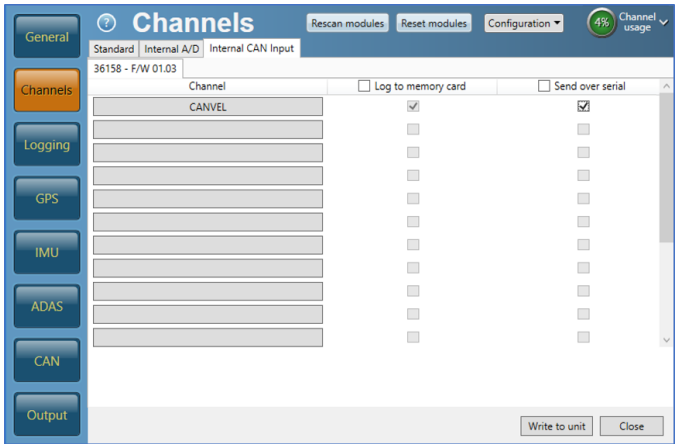 General
Channels
Logging
GPS
IMU
ADAS
CAN
Output
? Channels
Rescan modules
Reset modules
Configuration
4%
Channel usage
Standard
Internal A/D
Internal CAN Input
36158 - F/W 01.03
Channel
Log to memory card
Send over serial
CANVEL
Write to unit
Close